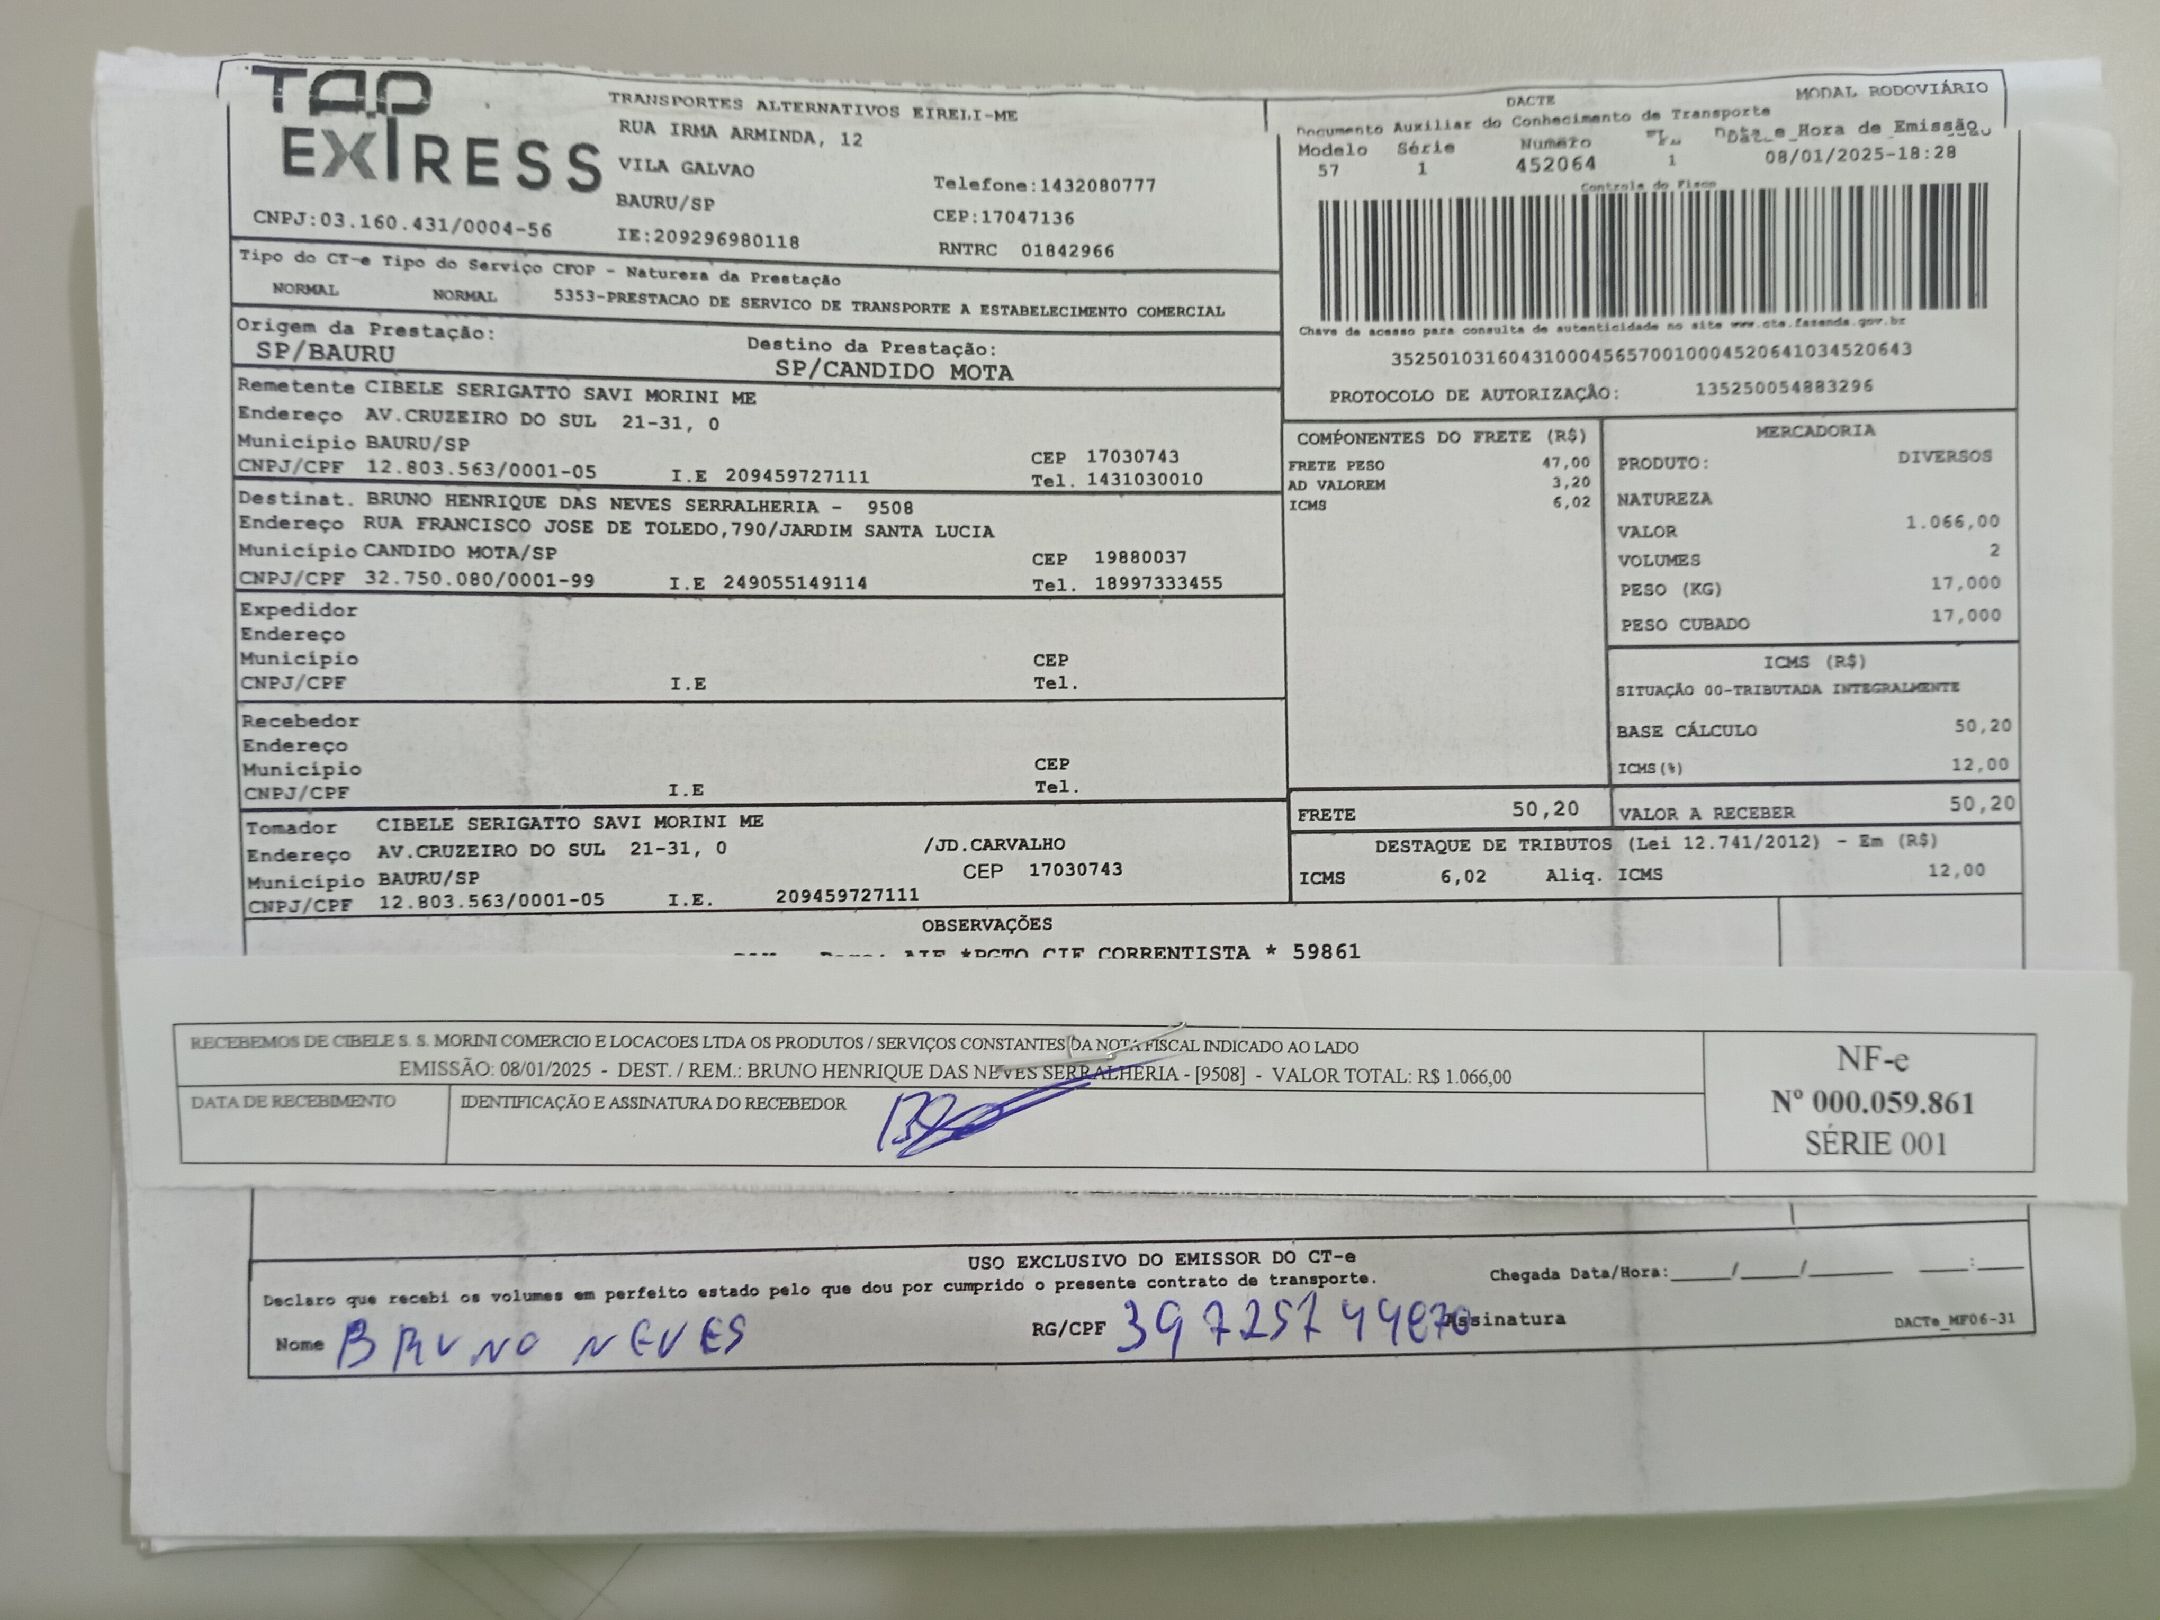 TAP
EXPRESS
TRANSPORTES ALTERNATIVOS EIRELI-ME
RUA IRMA ARMINDA, 12
VILA GALVAO
BAURU/SP
Telefone:1432080777
CEP:17047136
CNPJ:03.160.431/0004-56
IE:209296980118
RNTRC 01842966
DACTE MODAL RODOVIÁRIO
Documento Auxiliar do Conhecimento de Transporte
Modelo Série Numero Data e Hora de Emissão
57 1 452064 1 08/01/2025-18:28
Controle do Fisco
Chave de acesso para consulta de autenticidade no site www.cte.fazenda.gov.br
35250103160431000456570010004520641034520643
PROTOCOLO DE AUTORIZAÇÃO: 135250054883296
Tipo do CT-e Tipo do Serviço CFOP - Natureza da Prestação
NORMAL NORMAL 5353-PRESTACAO DE SERVICO DE TRANSPORTE A ESTABELECIMENTO COMERCIAL
Origem da Prestação: Destino da Prestação:
SP/BAURU SP/CANDIDO MOTA
Remetente CIBELE SERIGATTO SAVI MORINI ME
Endereço AV.CRUZEIRO DO SUL 21-31, 0
Município BAURU/SP CEP 17030743
CNPJ/CPF 12.803.563/0001-05 I.E 209459727111 Tel. 1431030010
Destinat. BRUNO HENRIQUE DAS NEVES SERRALHERIA - 9508
Endereço RUA FRANCISCO JOSE DE TOLEDO,790/JARDIM SANTA LUCIA
Município CANDIDO MOTA/SP CEP 19880037
CNPJ/CPF 32.750.080/0001-99 I.E 249055149114 Tel. 18997333455
Expedidor
Endereço
Município CEP
CNPJ/CPF I.E Tel.
Recebedor
Endereço
Município CEP
CNPJ/CPF I.E Tel.
Tomador CIBELE SERIGATTO SAVI MORINI ME
Endereço AV.CRUZEIRO DO SUL 21-31, 0 /JD.CARVALHO
Município BAURU/SP CEP 17030743
CNPJ/CPF 12.803.563/0001-05 I.E. 209459727111
COMPONENTES DO FRETE (R$)
FRETE PESO 47,00
AD VALOREM 3,20
ICMS 6,02
MERCADORIA
PRODUTO: DIVERSOS
NATUREZA
VALOR 1.066,00
VOLUMES 2
PESO (KG) 17,000
PESO CUBADO 17,000
ICMS (R$)
SITUAÇÃO 00-TRIBUTADA INTEGRALMENTE
BASE CÁLCULO 50,20
ICMS(%) 12,00
FRETE 50,20 VALOR A RECEBER 50,20
DESTAQUE DE TRIBUTOS (Lei 12.741/2012) - Em (R$)
ICMS 6,02 Aliq. ICMS 12,00
OBSERVAÇÕES
*PGTO CIF CORRENTISTA * 59861
RECEBEMOS DE CIBELE S. S. MORINI COMERCIO E LOCACOES LTDA OS PRODUTOS / SERVIÇOS CONSTANTES DA NOTA FISCAL INDICADO AO LADO
EMISSÃO: 08/01/2025 - DEST. / REM.: BRUNO HENRIQUE DAS NEVES SERRALHERIA - [9508] - VALOR TOTAL: R$ 1.066,00
DATA DE RECEBIMENTO IDENTIFICAÇÃO E ASSINATURA DO RECEBEDOR
NF-e
Nº 000.059.861
SÉRIE 001
USO EXCLUSIVO DO EMISSOR DO CT-e
Declaro que recebi os volumes em perfeito estado pelo que dou por cumprido o presente contrato de transporte.
Chegada Data/Hora:____/____/______ ____:____
Nome BRUNO NEVES RG/CPF Assinatura DACTe_MF06-31